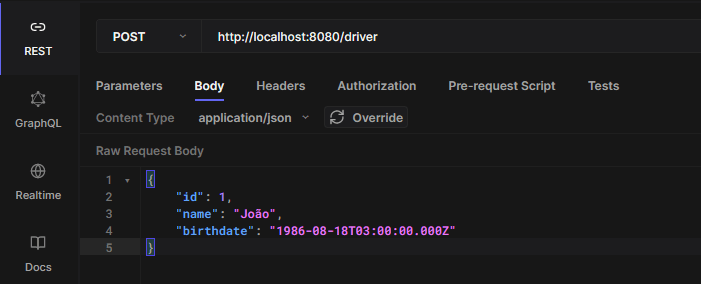 REST
GraphQL
Realtime
Docs
POST http://localhost:8080/driver
Parameters Body Headers Authorization Pre-request Script Tests
Content Type application/json Override
Raw Request Body
1 {
2 "id": 1,
3 "name": "João",
4 "birthdate": "1986-08-18T03:00:00.000Z"
5 }